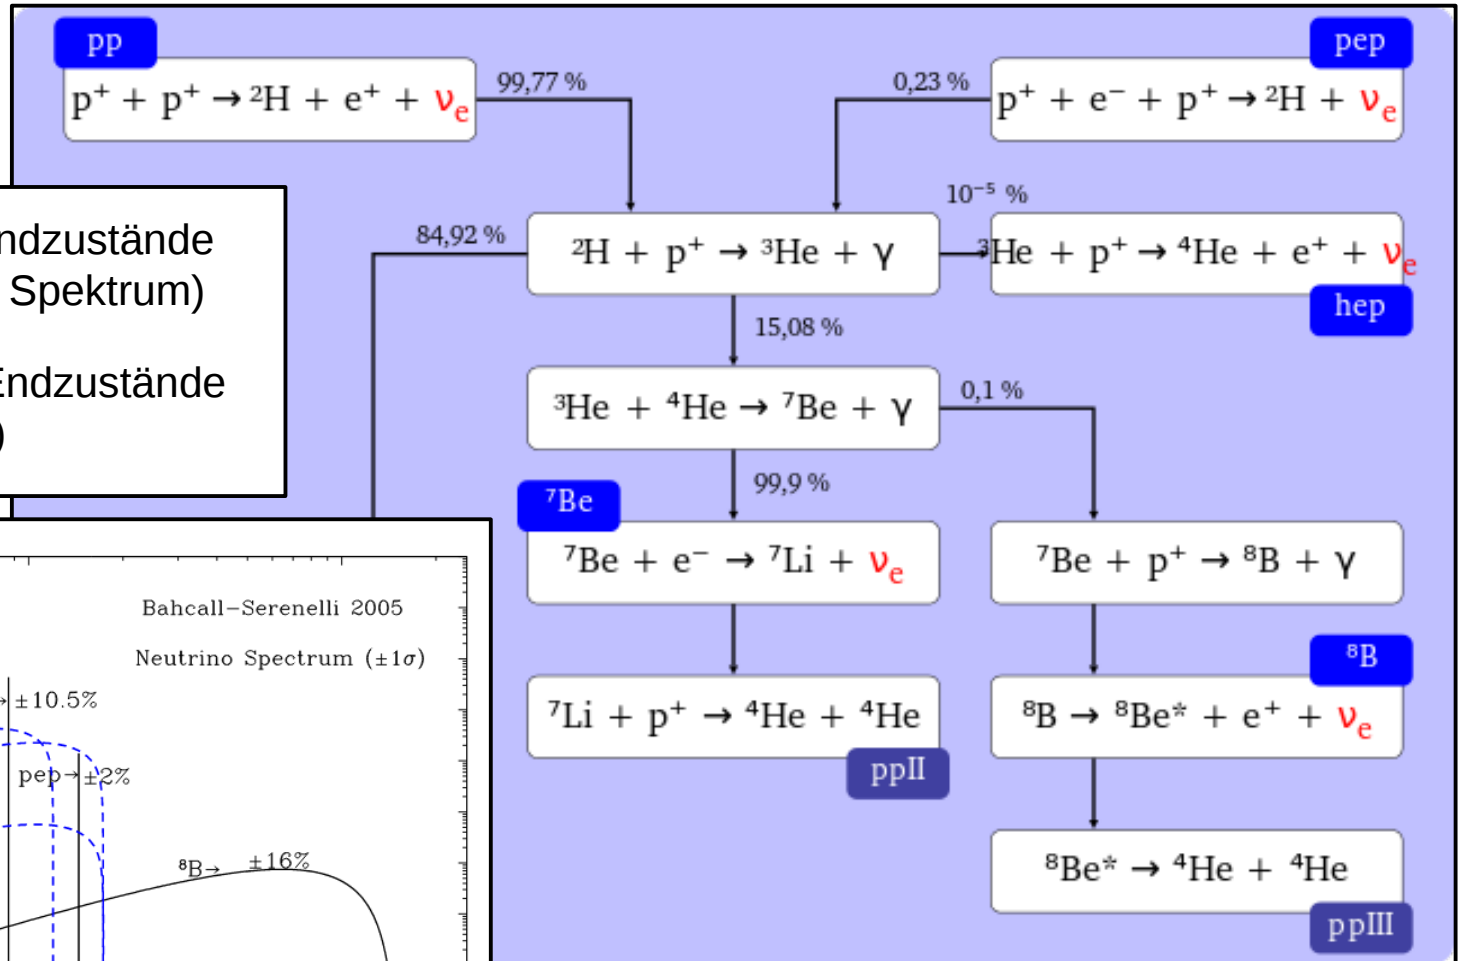 pp
p⁺ + p⁺ → ²H + e⁺ + νₑ
99,77 %
pep
0,23 %
p⁺ + e⁻ + p⁺ → ²H + νₑ
Spektrum)
84,92 %
²H + p⁺ → ³He + γ
10⁻⁵ %
³He + p⁺ → ⁴He + e⁺ + νₑ
hep
15,08 %
³He + ⁴He → ⁷Be + γ
0,1 %
99,9 %
⁷Be
⁷Be + e⁻ → ⁷Li + νₑ
⁷Be + p⁺ → ⁸B + γ
⁷Li + p⁺ → ⁴He + ⁴He
ppII
⁸B
⁸B → ⁸Be* + e⁺ + νₑ
⁸Be* → ⁴He + ⁴He
ppIII
Bahcall–Serenelli 2005
Neutrino Spectrum (±1σ)
→ ±10.5%
pep→ ±2%
⁸B→ ±16%